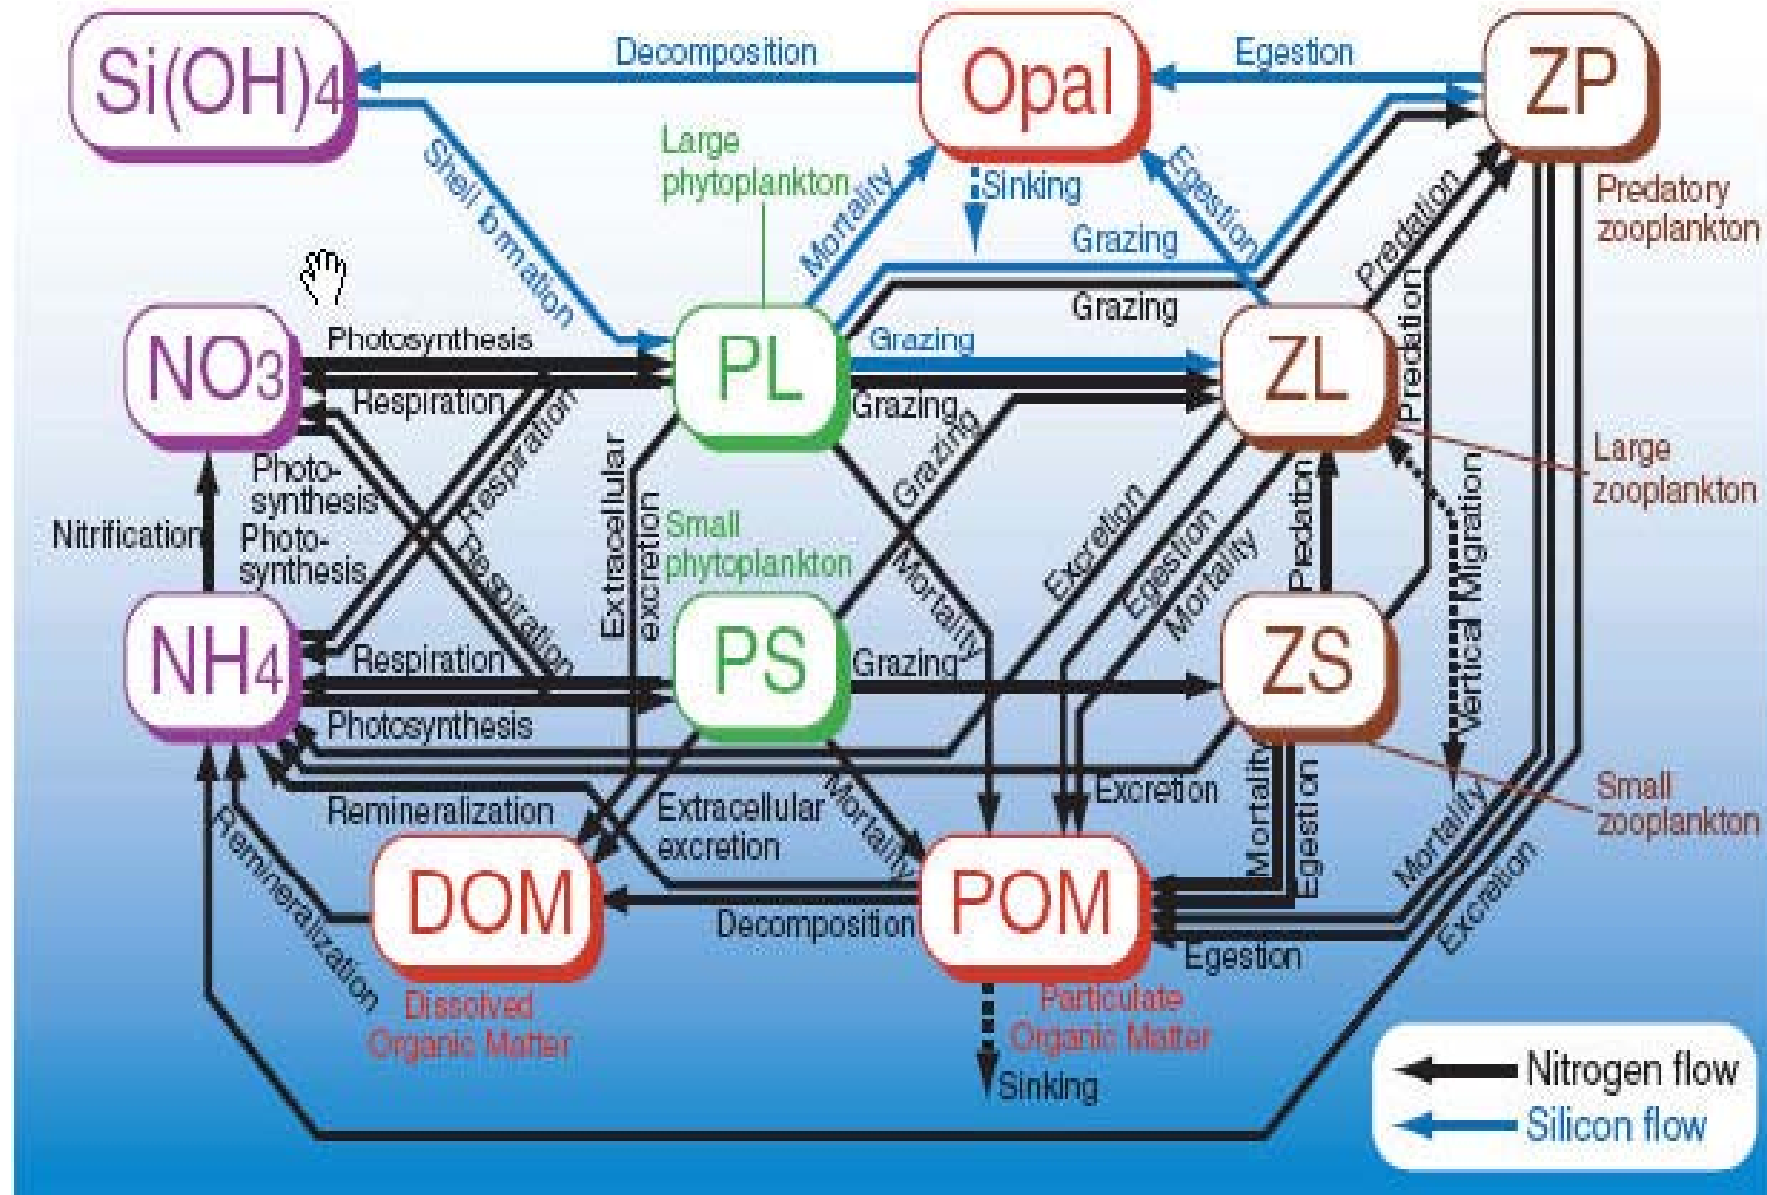 Si(OH)4
Decomposition
Opal
Egestion
ZP
Large
phytoplankton
Shell brmation
Mortality
Sinking
Egestion
Grazing
Grazing
Predation
Predation
Predatory
zooplankton
NO3
Photosynthesis
Respiration
PL
Grazing
Grazing
ZL
Large
zooplankton
Photo-
synthesis
Photo-
synthesis
Respiration
Respiration
Nitrification
Extracellular
excretion
Small
phytoplankton
Grazing
Mortality
Excretion
Egestion
Mortality
Predation
Vertical Migration
NH4
Respiration
Photosynthesis
PS
Grazing
ZS
Small
zooplankton
Remineralization
Remineralization
Extracellular
excretion
Mortality
Excretion
Mortality
Egestion
Mortality
Excretion
DOM
Decomposition
POM
Egestion
Dissolved
Organic Matter
Particulate
Organic Matter
Sinking
Nitrogen flow
Silicon flow